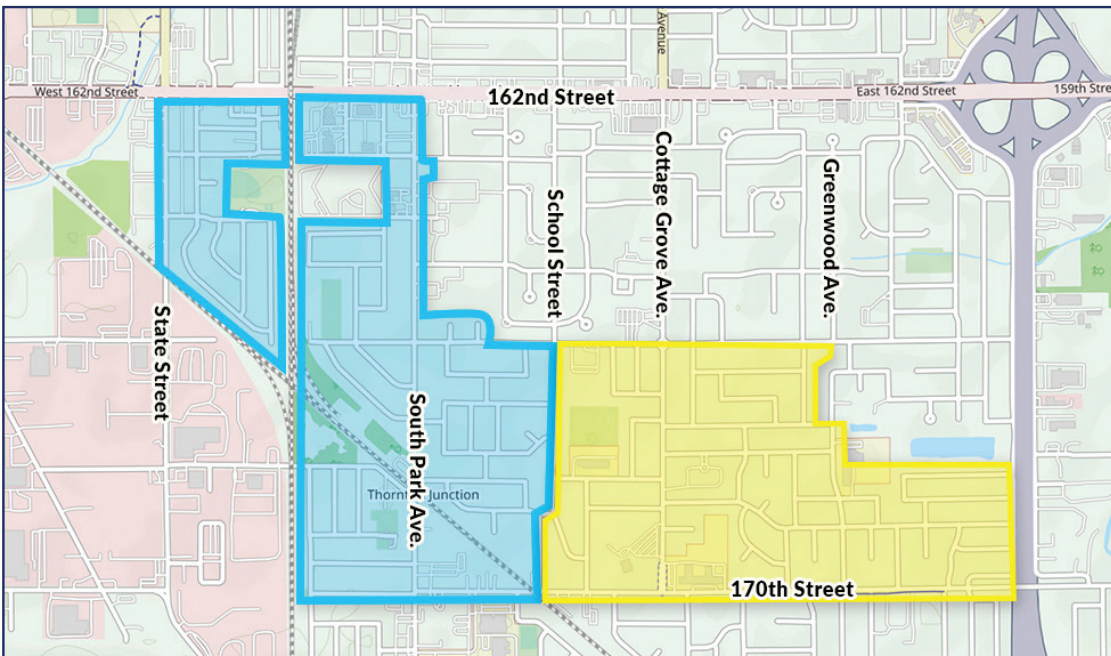 Avenue
West 162nd Street
162nd Street
East 162nd Street
159th Stre
Cottage Grove Ave.
Greenwood Ave.
School Street
State Street
South Park Ave.
Junction
170th Street